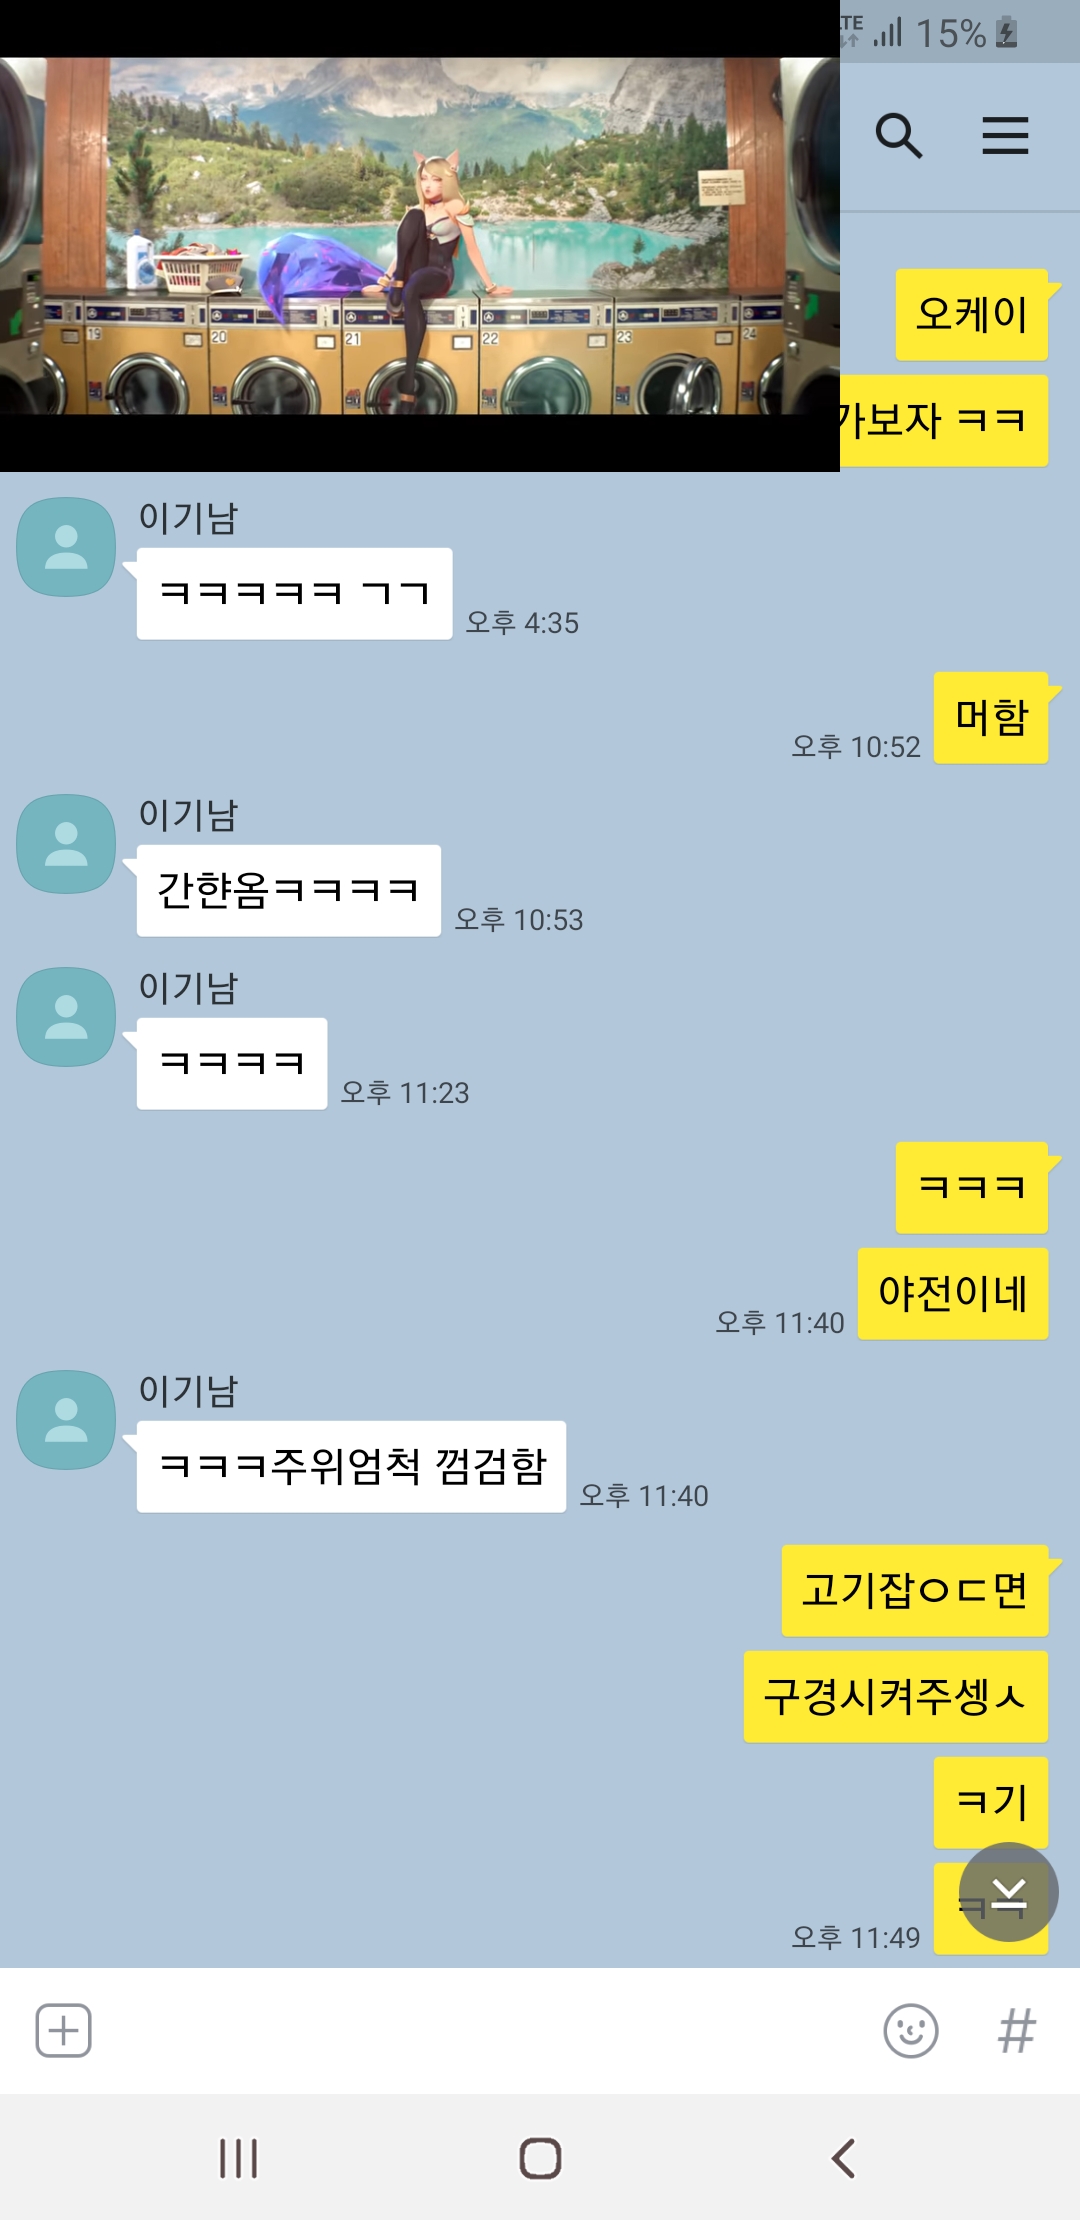 LTE 15%
19 20 21 22 23 24
오케이
가보자 ㅋㅋ
이기남
ㅋㅋㅋㅋㅋ ㄱㄱ
오후 4:35
머함
오후 10:52
이기남
간햔옴ㅋㅋㅋㅋ
오후 10:53
이기남
ㅋㅋㅋㅋ
오후 11:23
ㅋㅋㅋ
야전이네
오후 11:40
이기남
ㅋㅋㅋ주위엄척 껌검함
오후 11:40
고기잡ㅇㄷ면
구경시켜주셍ㅅ
ㅋ기
ㅋㅋ
오후 11:49
#